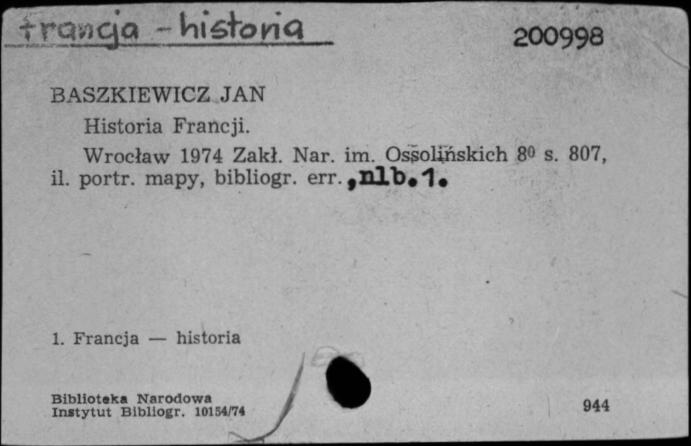 francja - historia
200998
BASZKIEWICZ JAN
Historia Francji.
Wrocław 1974 Zakł. Nar. im. Ossolińskich 8⁰ s. 807,
il. portr. mapy, bibliogr. err., nlb. 1.
1. Francja — historia
Biblioteka Narodowa
Instytut Bibliogr. 10154/74
944